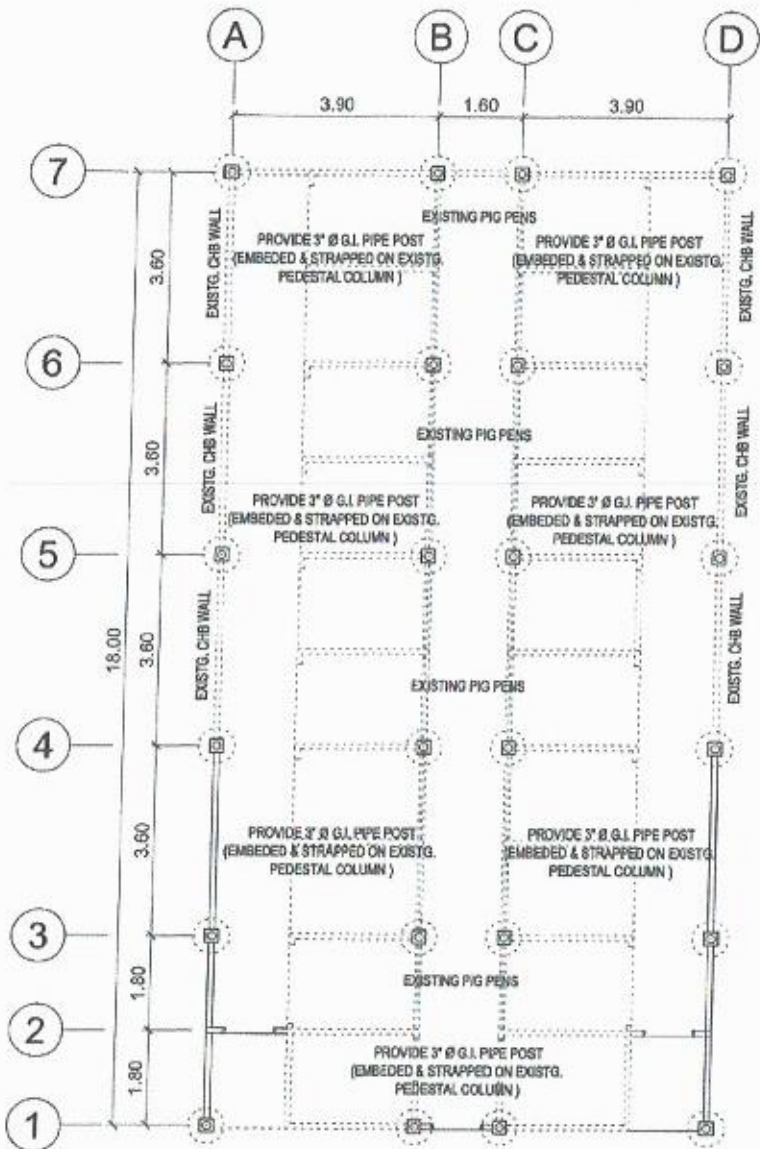 A B C D
3.90 1.60 3.90
7
EXISTING PIG PENS
PROVIDE 3" Ø G.I. PIPE POST
(EMBEDED & STRAPPED ON EXISTG.
PEDESTAL COLUMN )
PROVIDE 3" Ø G.I. PIPE POST
(EMBEDED & STRAPPED ON EXISTG.
PEDESTAL COLUMN )
EXISTG. CHB WALL
EXISTG. CHB WALL
3.60
6
EXISTING PIG PENS
EXISTG. CHB WALL
EXISTG. CHB WALL
3.60
PROVIDE 3" Ø G.I. PIPE POST
(EMBEDED & STRAPPED ON EXISTG.
PEDESTAL COLUMN )
PROVIDE 3" Ø G.I. PIPE POST
(EMBEDED & STRAPPED ON EXISTG.
PEDESTAL COLUMN )
5
18.00
3.60
EXISTG. CHB WALL
EXISTG. CHB WALL
EXISTING PIG PENS
4
3.60
PROVIDE 3" Ø G.I. PIPE POST
(EMBEDED & STRAPPED ON EXISTG.
PEDESTAL COLUMN )
PROVIDE 3" Ø G.I. PIPE POST
(EMBEDED & STRAPPED ON EXISTG.
PEDESTAL COLUMN )
3
1.80
EXISTING PIG PENS
2
1.80
PROVIDE 3" Ø G.I. PIPE POST
(EMBEDED & STRAPPED ON EXISTG.
PEDESTAL COLUMN )
1